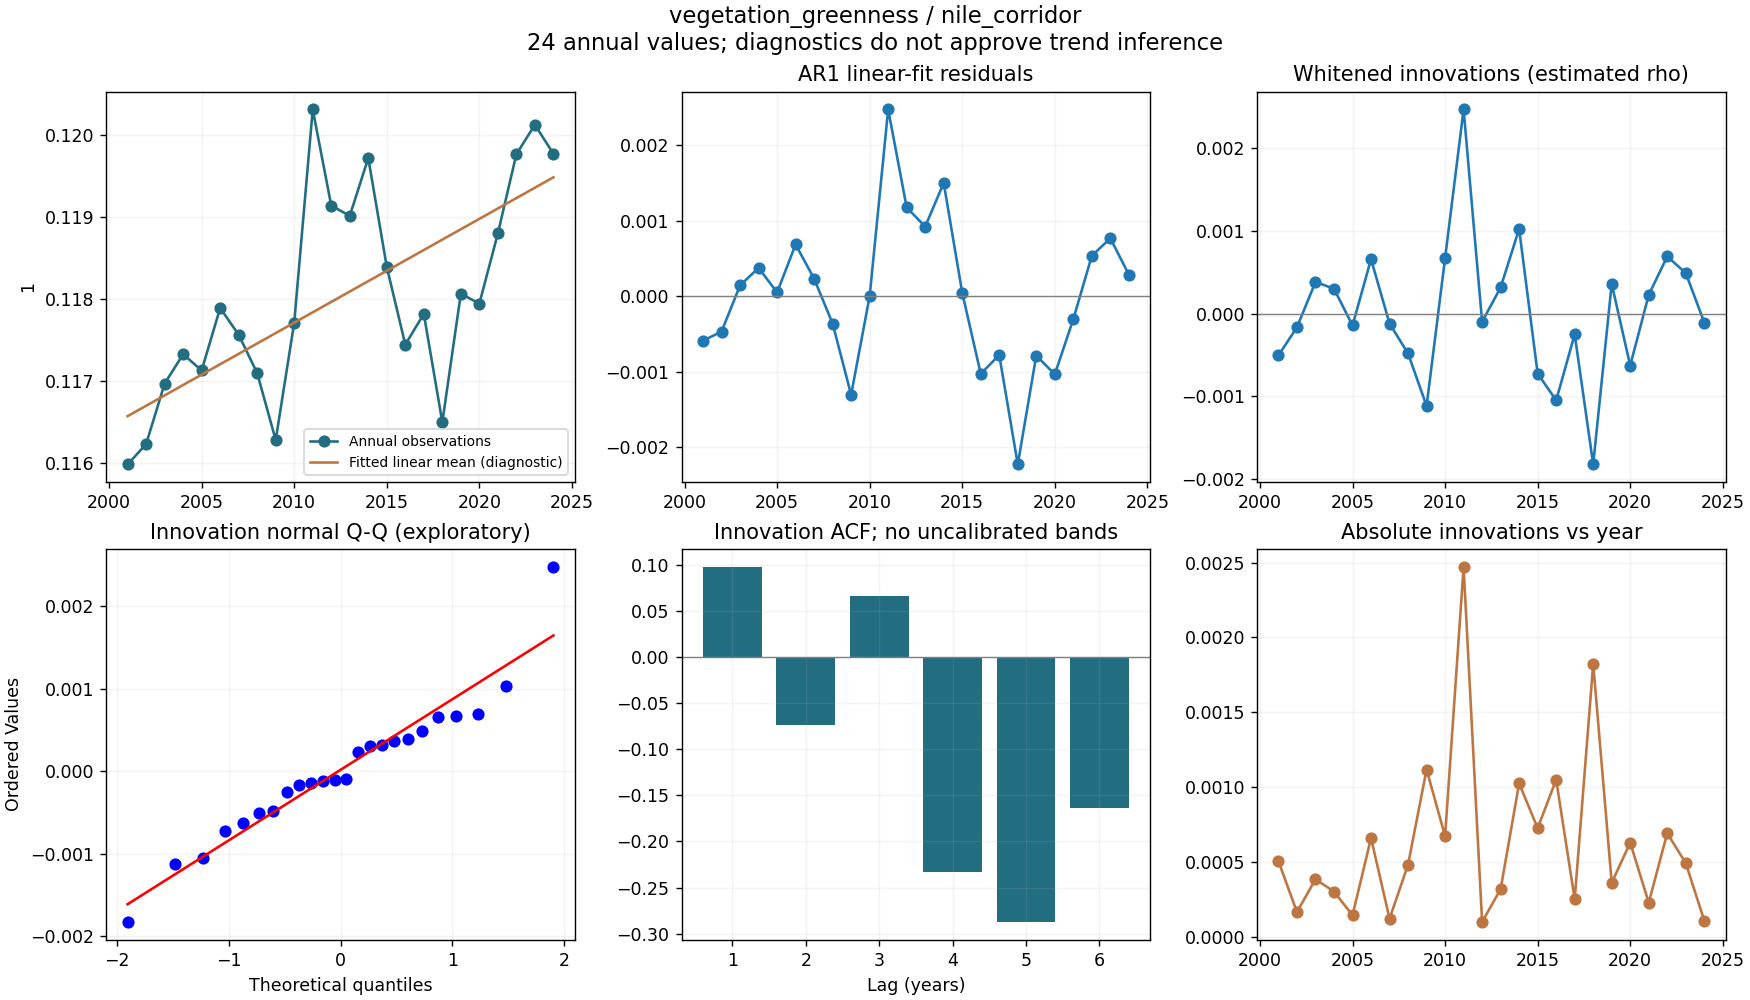 vegetation_greenness / nile_corridor
24 annual values; diagnostics do not approve trend inference
AR1 linear-fit residuals
Whitened innovations (estimated rho)
0.120
0.119
0.118
0.117
0.116
1
Annual observations
Fitted linear mean (diagnostic)
2000 2005 2010 2015 2020 2025
0.002
0.001
0.000
−0.001
−0.002
2000 2005 2010 2015 2020 2025
0.002
0.001
0.000
−0.001
−0.002
2000 2005 2010 2015 2020 2025
Innovation normal Q-Q (exploratory)
Innovation ACF; no uncalibrated bands
Absolute innovations vs year
Ordered Values
0.002
0.001
0.000
−0.001
−0.002
−2 −1 0 1 2
Theoretical quantiles
0.10
0.05
0.00
−0.05
−0.10
−0.15
−0.20
−0.25
−0.30
1 2 3 4 5 6
Lag (years)
0.0025
0.0020
0.0015
0.0010
0.0005
0.0000
2000 2005 2010 2015 2020 2025